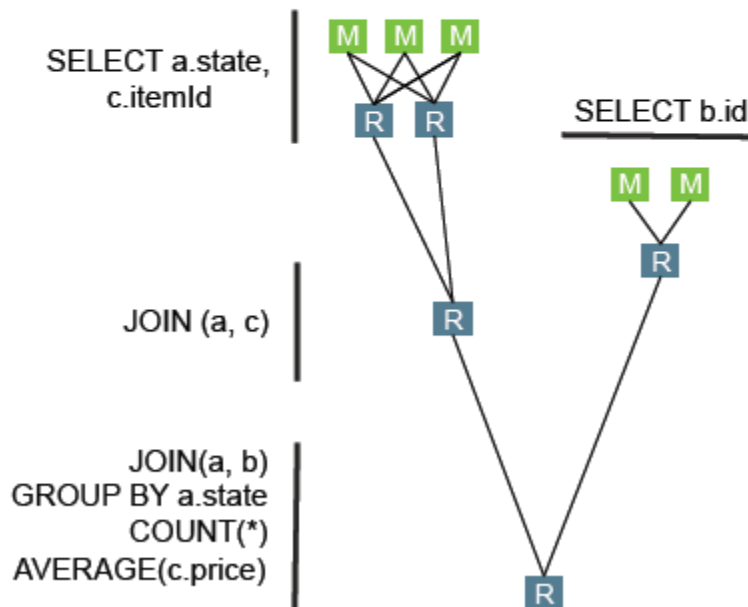 M M M
SELECT a.state,
c.itemId
R R
SELECT b.id
M M
R
JOIN (a, c)
R
JOIN(a, b)
GROUP BY a.state
COUNT(*)
AVERAGE(c.price)
R